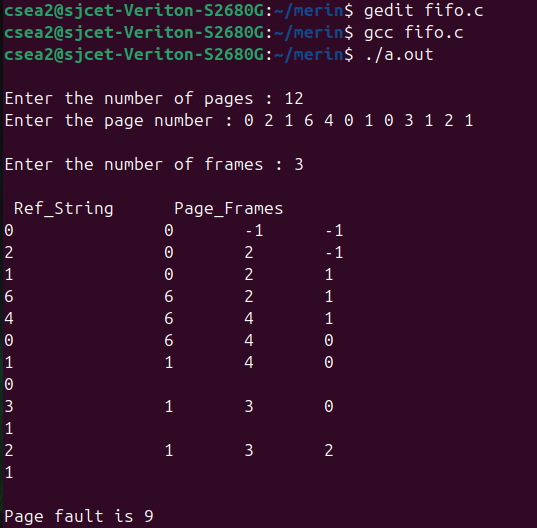 csea2@sjcet-Veriton-S2680G:~/merin$ gedit fifo.c
csea2@sjcet-Veriton-S2680G:~/merin$ gcc fifo.c
csea2@sjcet-Veriton-S2680G:~/merin$ ./a.out
Enter the number of pages : 12
Enter the page number : 0 2 1 6 4 0 1 0 3 1 2 1
Enter the number of frames : 3
Ref_String Page_Frames
0 0 -1 -1
2 0 2 -1
1 0 2 1
6 6 2 1
4 6 4 1
0 6 4 0
1 1 4 0
0
3 1 3 0
1
2 1 3 2
1
Page fault is 9